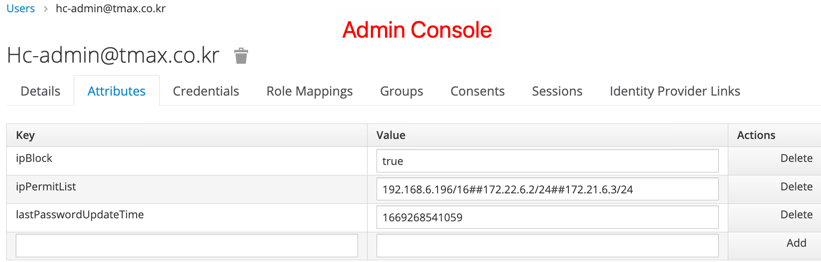 Users > hc-admin@tmax.co.kr
Admin Console
Hc-admin@tmax.co.kr
Details Attributes Credentials Role Mappings Groups Consents Sessions Identity Provider Links
Key Value Actions
ipBlock true Delete
ipPermitList 192.168.6.196/16##172.22.6.2/24##172.21.6.3/24 Delete
lastPasswordUpdateTime 1669268541059 Delete
Add